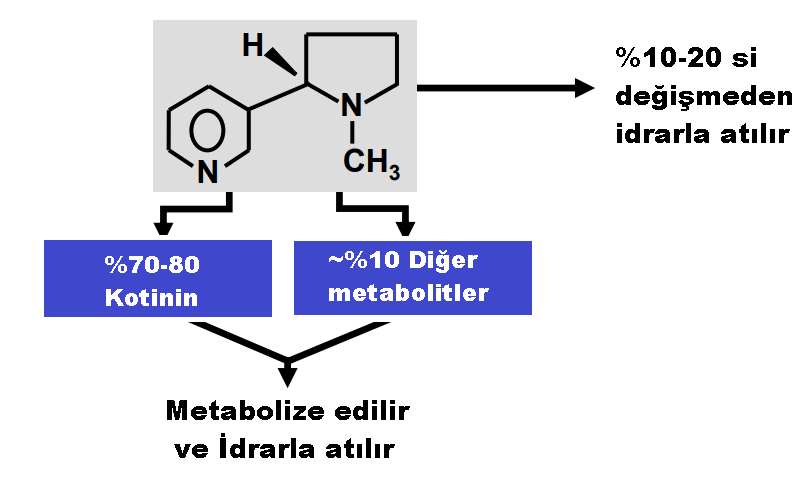 H
N
CH3
N
%10-20 si
değişmeden
idrarla atılır
%70-80
Kotinin
~%10 Diğer
metabolitler
Metabolize edilir
ve İdrarla atılır